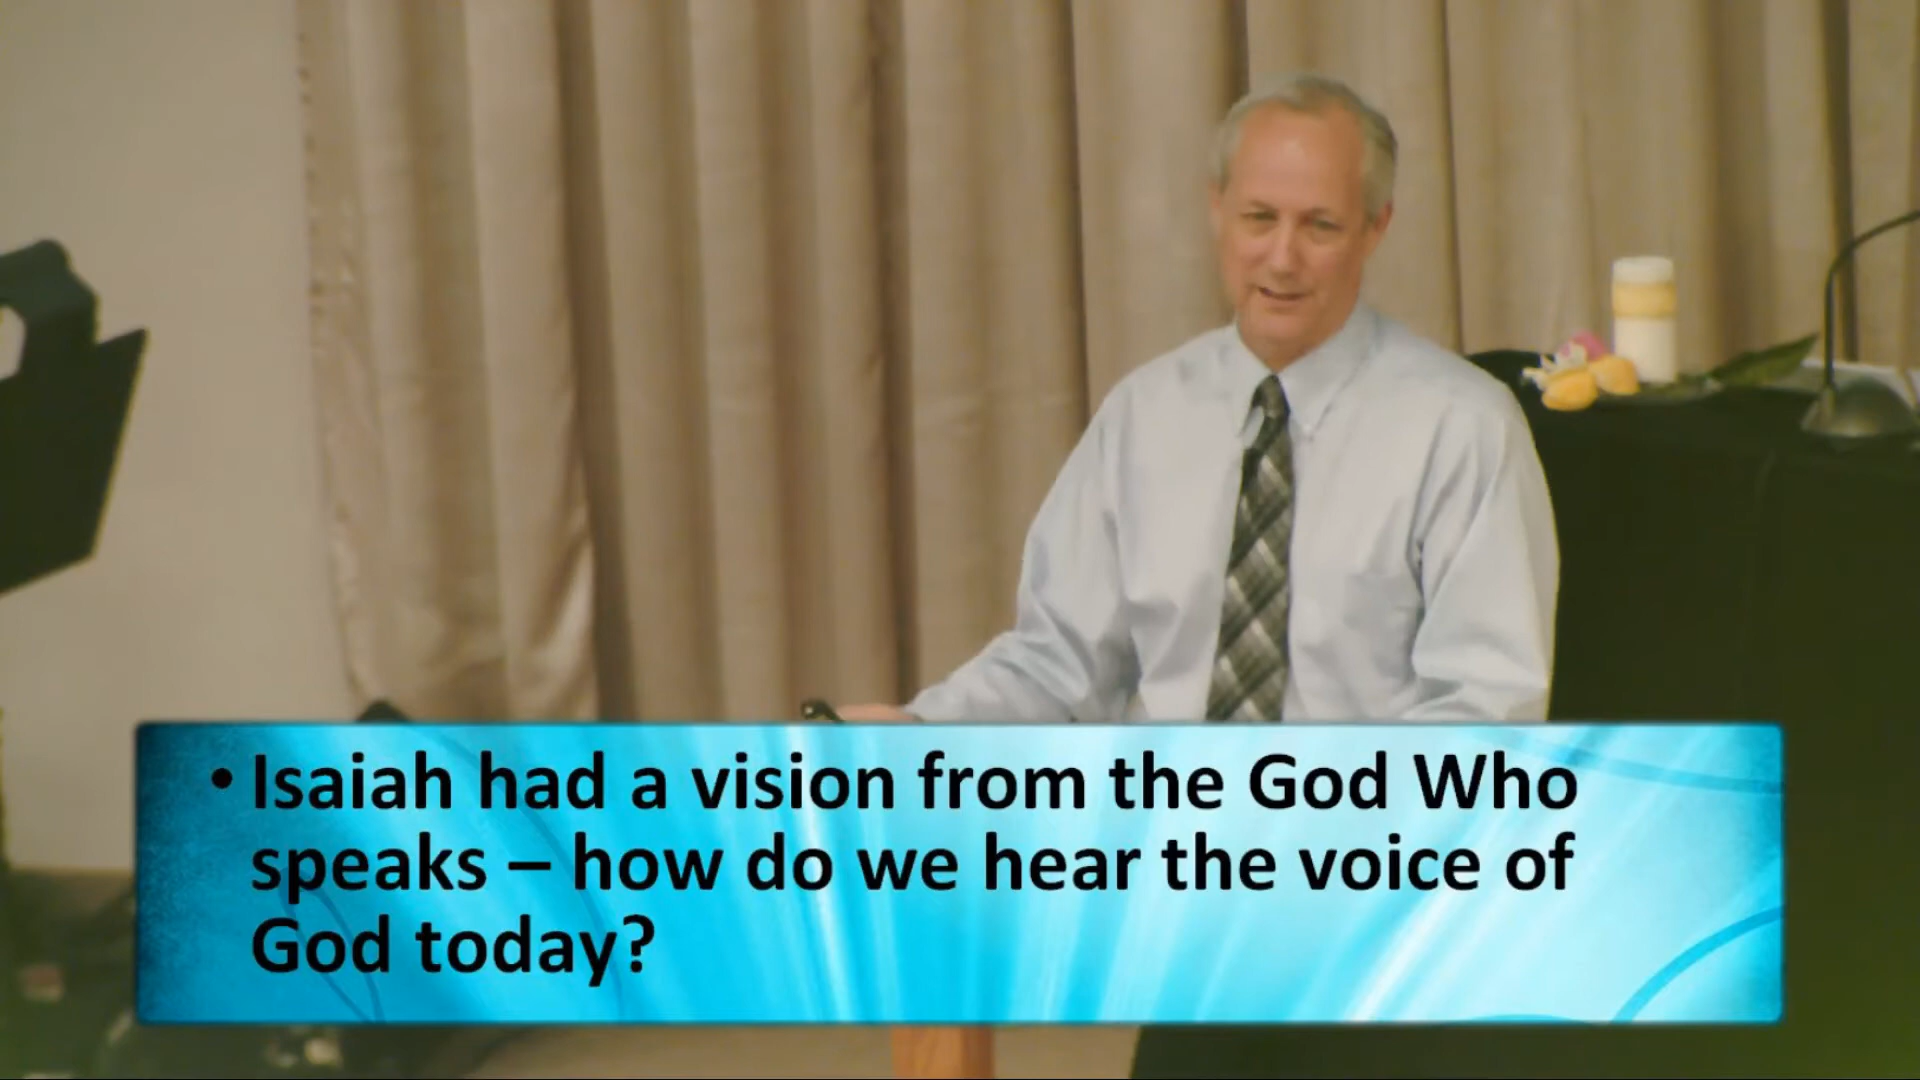 • Isaiah had a vision from the God Who
speaks – how do we hear the voice of
God today?